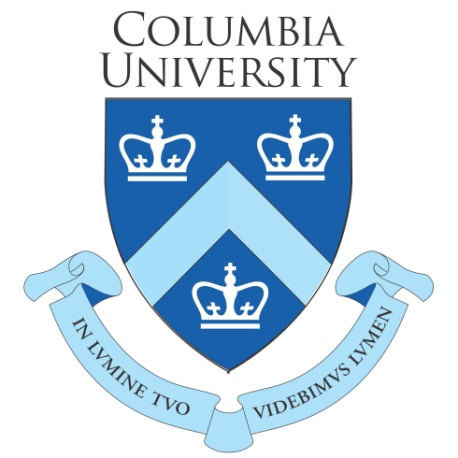 COLUMBIA
UNIVERSITY
IN LVMINE TVO
VIDEBIMVS LVMEN